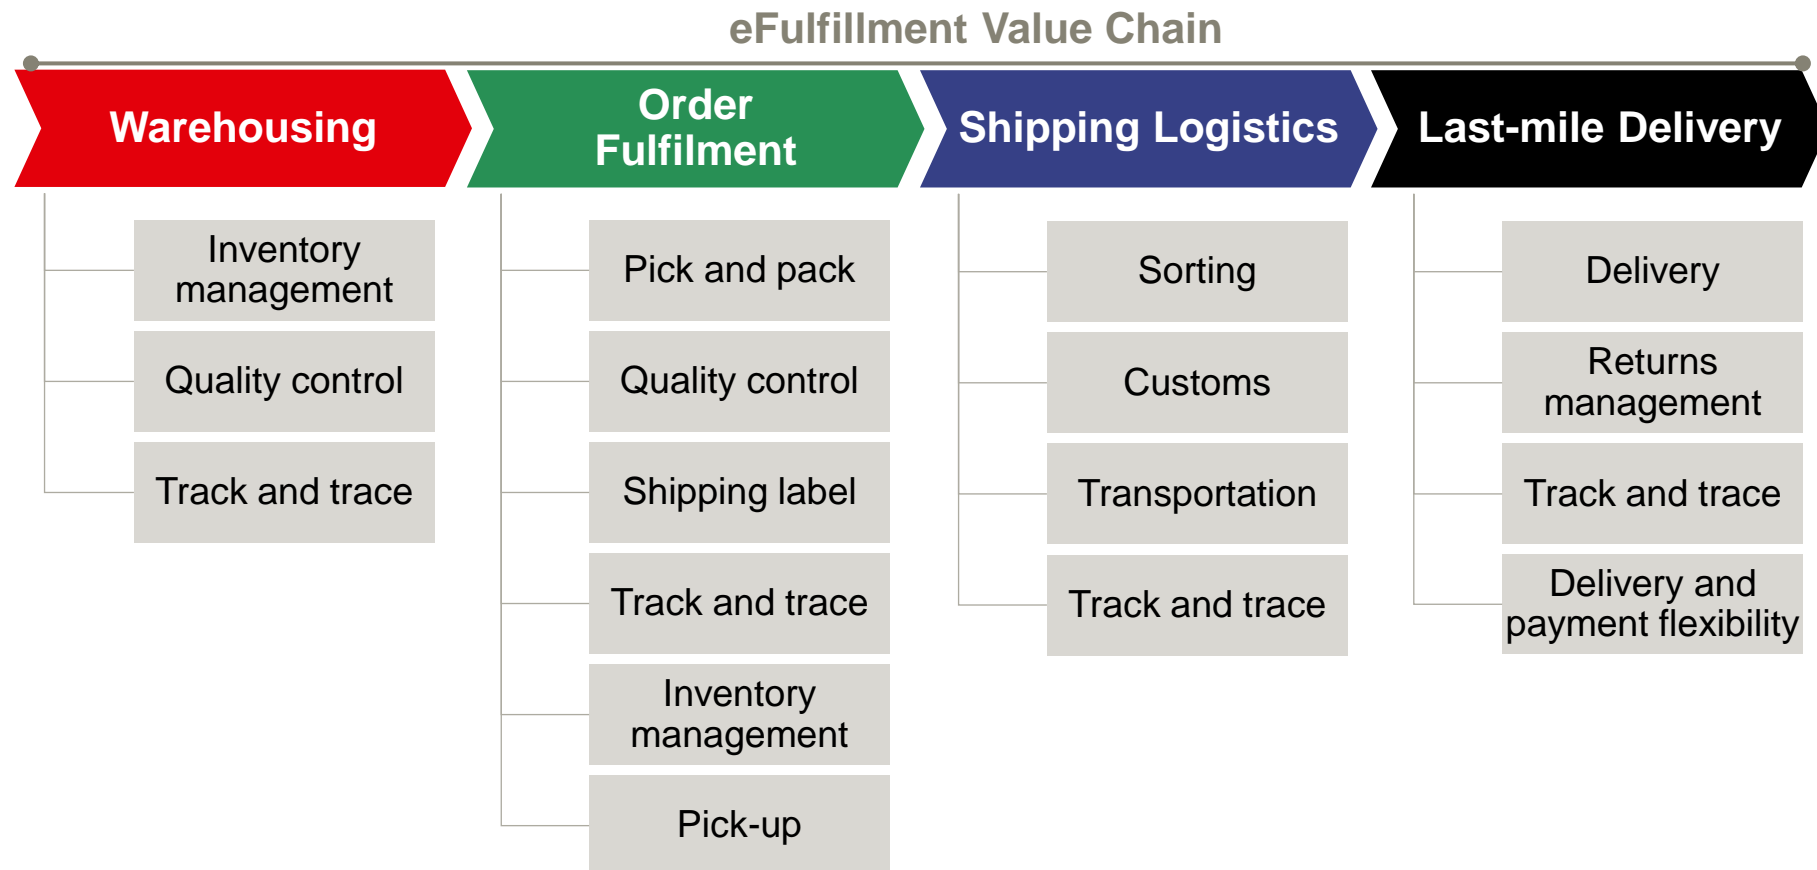 eFulfillment Value Chain
Warehousing
Order
Fulfilment
Shipping Logistics
Last-mile Delivery
Inventory
management
Quality control
Track and trace
Pick and pack
Quality control
Shipping label
Track and trace
Inventory
management
Pick-up
Sorting
Customs
Transportation
Track and trace
Delivery
Returns
management
Track and trace
Delivery and
payment flexibility